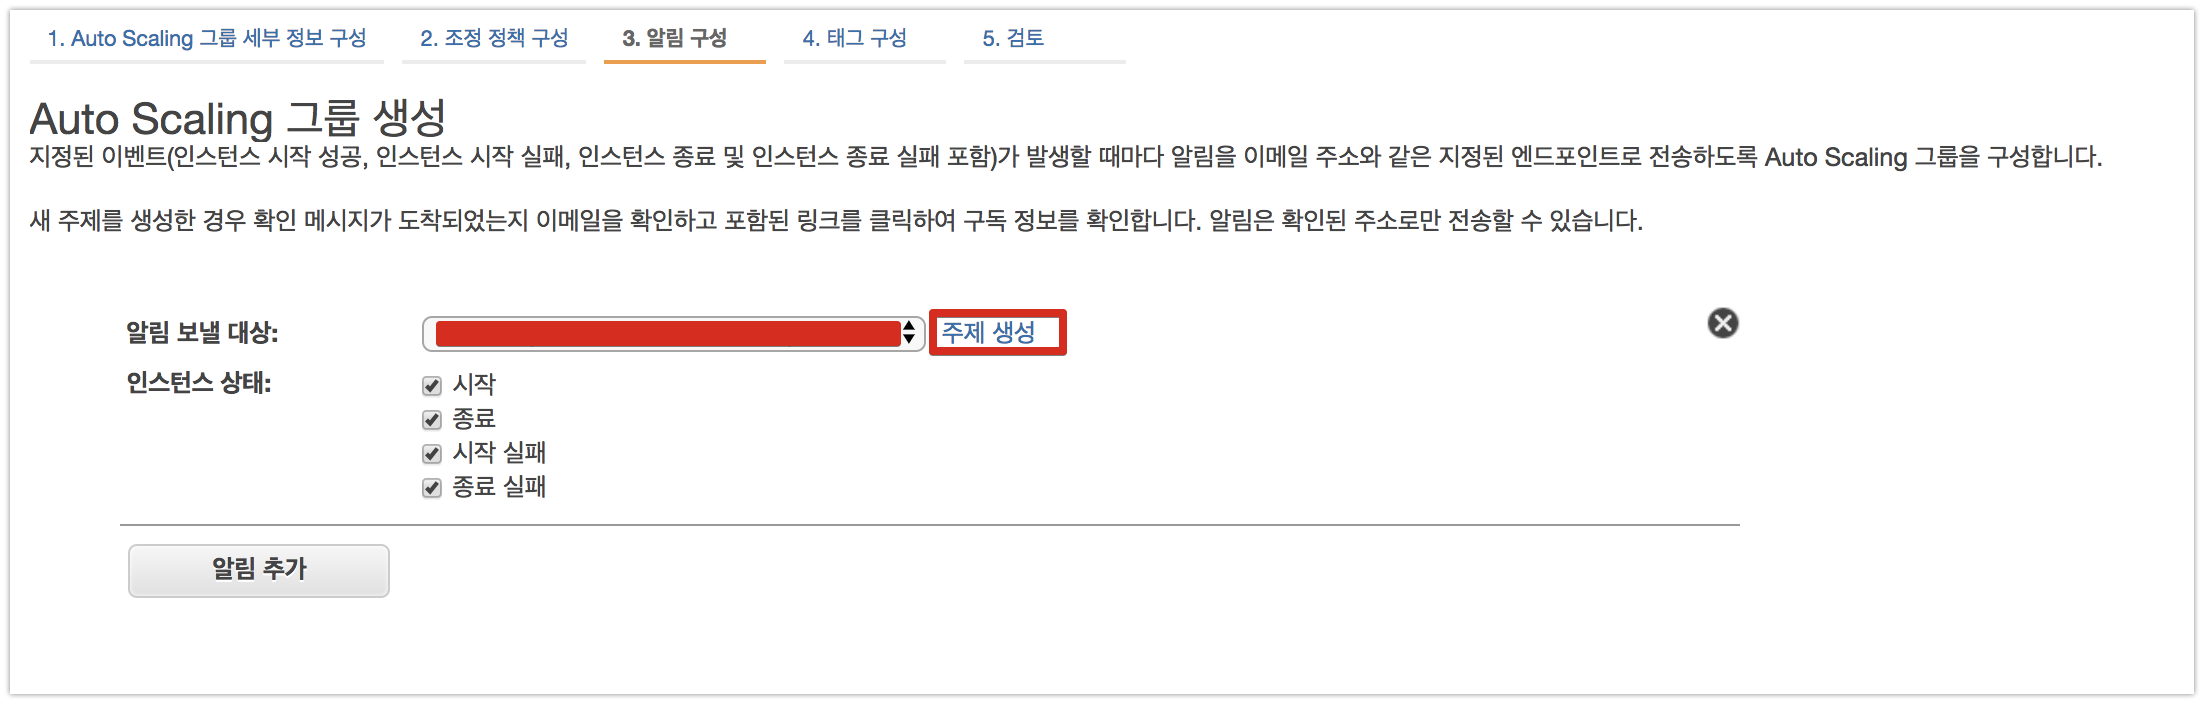 1. Auto Scaling 그룹 세부 정보 구성 2. 조정 정책 구성 3. 알림 구성 4. 태그 구성 5. 검토
Auto Scaling 그룹 생성
지정된 이벤트(인스턴스 시작 성공, 인스턴스 시작 실패, 인스턴스 종료 및 인스턴스 종료 실패 포함)가 발생할 때마다 알림을 이메일 주소와 같은 지정된 엔드포인트로 전송하도록 Auto Scaling 그룹을 구성합니다.
새 주제를 생성한 경우 확인 메시지가 도착되었는지 이메일을 확인하고 포함된 링크를 클릭하여 구독 정보를 확인합니다. 알림은 확인된 주소로만 전송할 수 있습니다.
알림 보낼 대상: 주제 생성
인스턴스 상태: 시작
종료
시작 실패
종료 실패
알림 추가